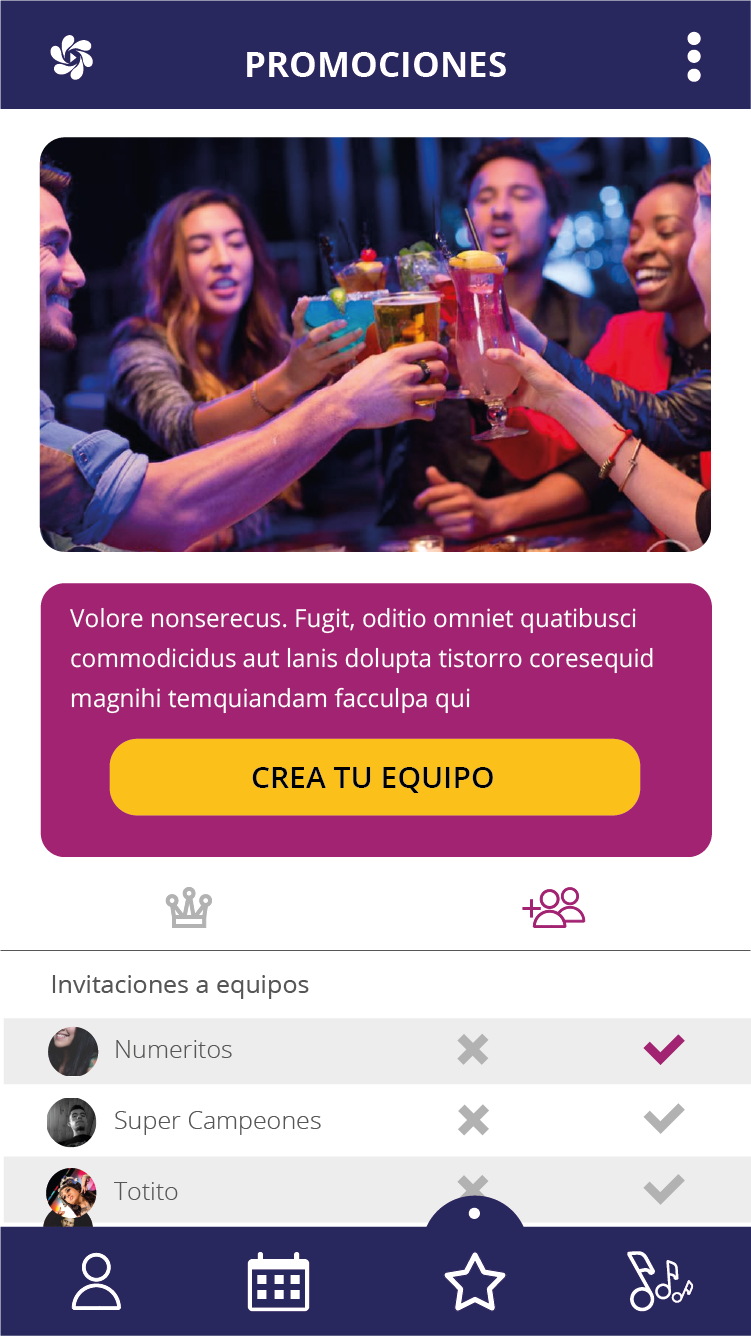 PROMOCIONES
Volore nonserecus. Fugit, oditio omniet quatibusci
commodicidus aut lanis dolupta tistorro coresequid
magnihi temquiandam facculpa qui
CREA TU EQUIPO
Invitaciones a equipos
Numeritos
Super Campeones
Totito